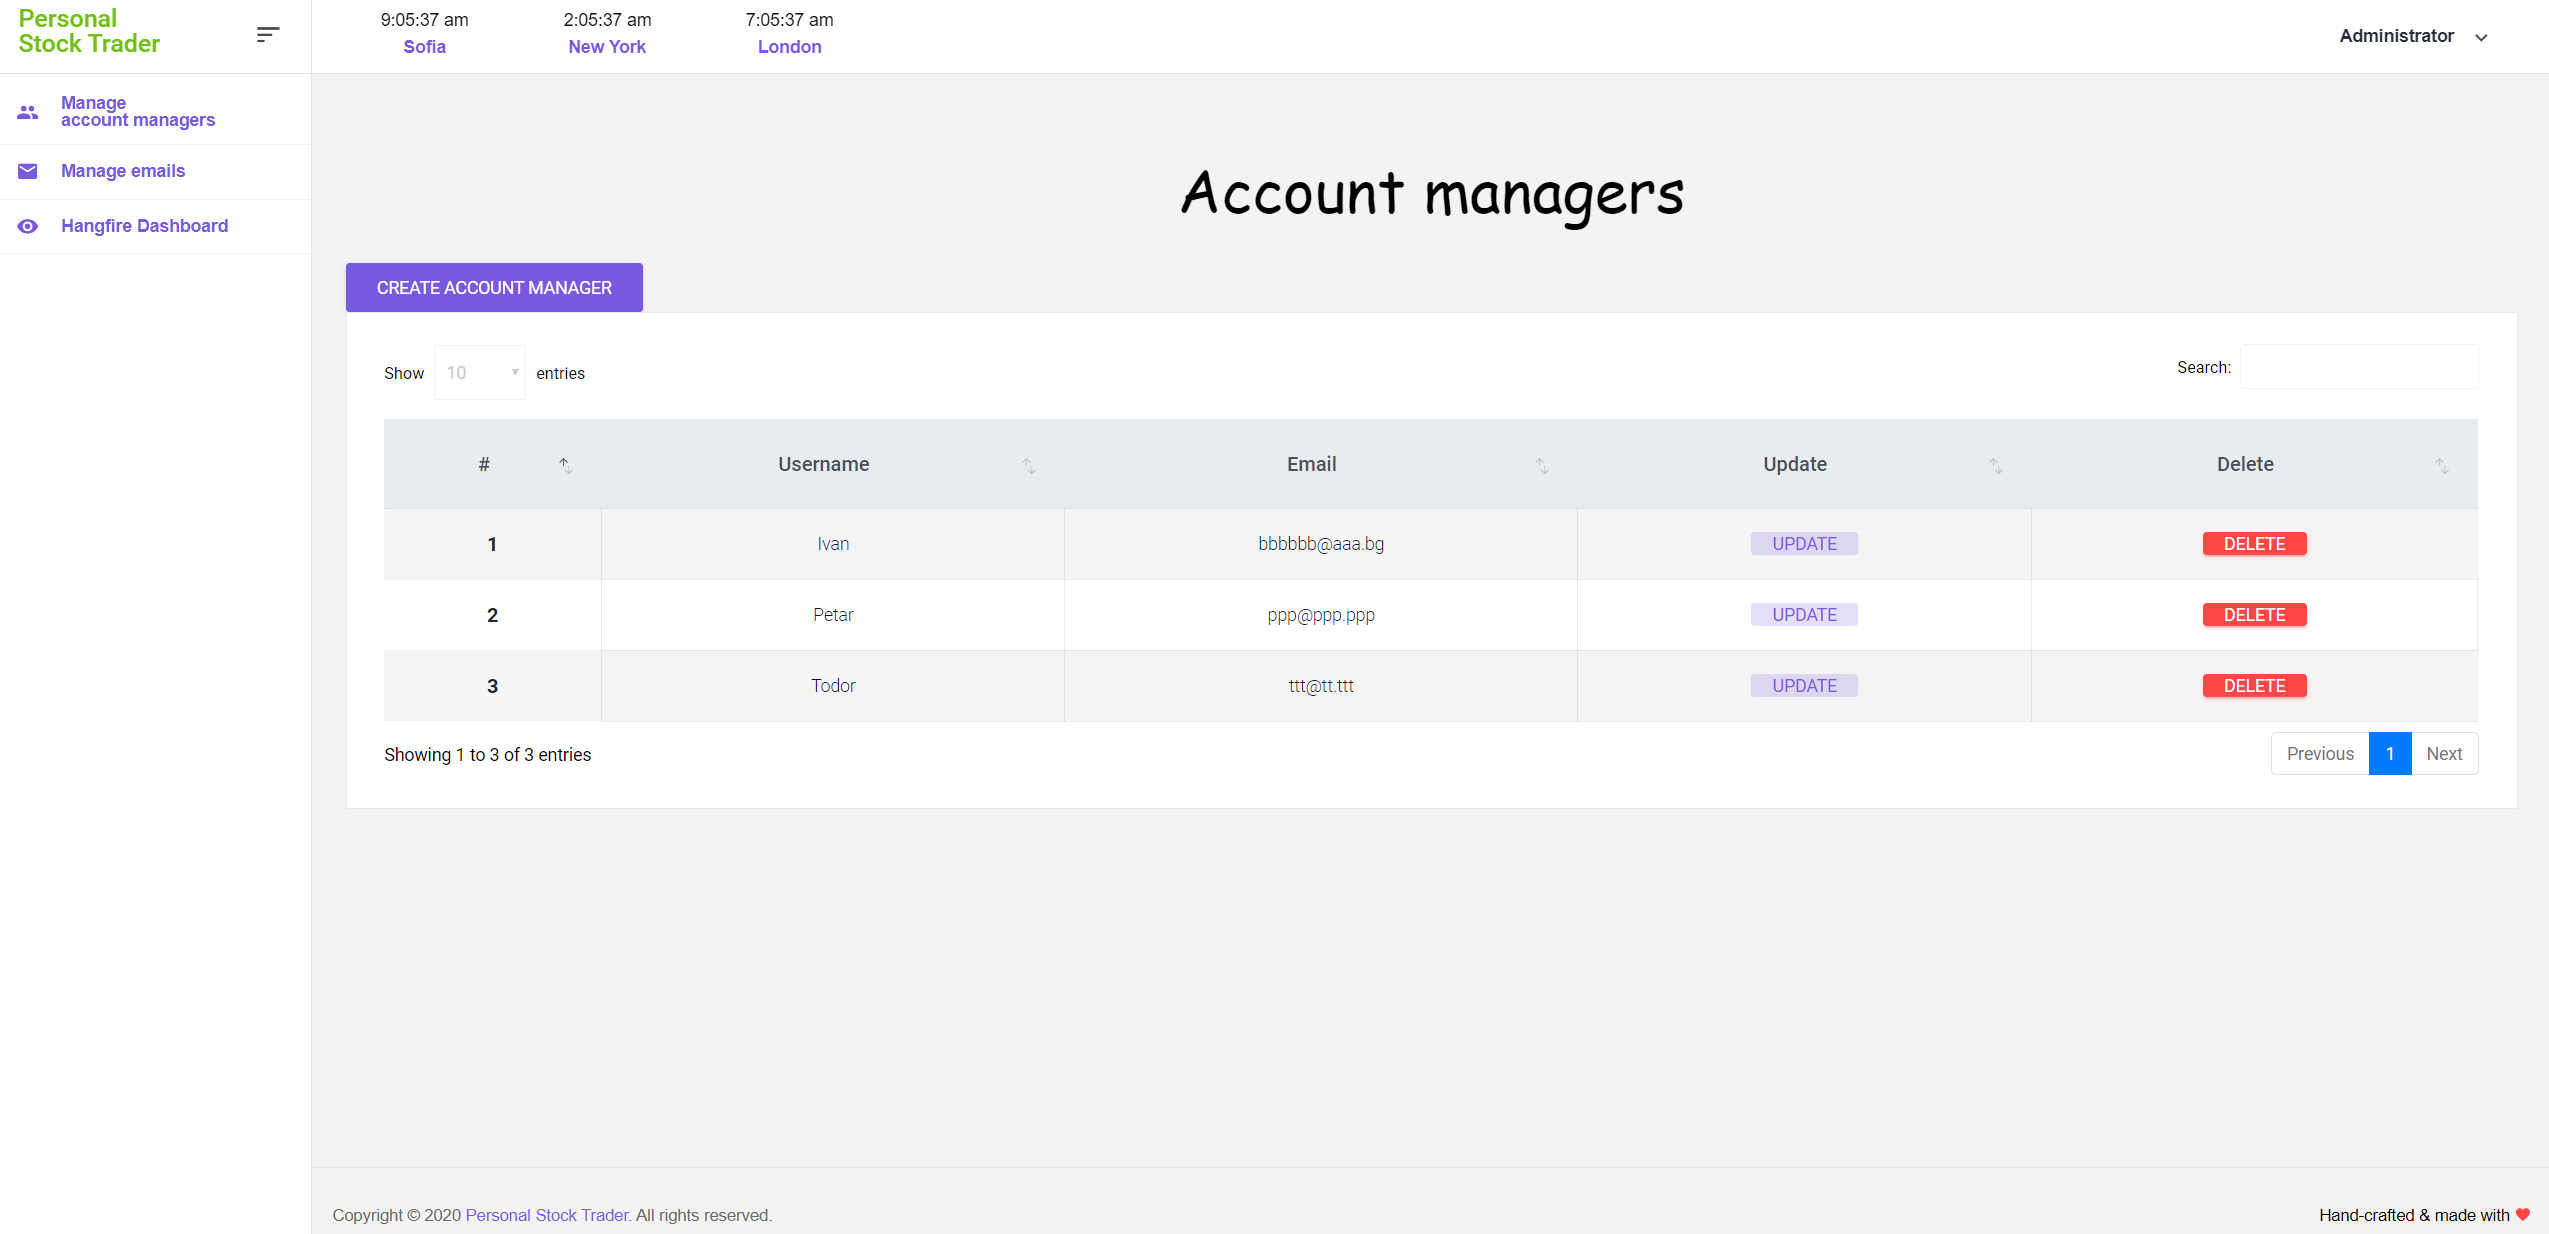 Personal
Stock Trader
9:05:37 am
Sofia
2:05:37 am
New York
7:05:37 am
London
Administrator
Manage
account managers
Manage emails
Hangfire Dashboard
Account managers
CREATE ACCOUNT MANAGER
Show 10 entries
Search:
# Username Email Update Delete
1 Ivan bbbbbb@aaa.bg UPDATE DELETE
2 Petar ppp@ppp.ppp UPDATE DELETE
3 Todor ttt@tt.ttt UPDATE DELETE
Showing 1 to 3 of 3 entries
Previous 1 Next
Copyright © 2020 Personal Stock Trader. All rights reserved.
Hand-crafted & made with